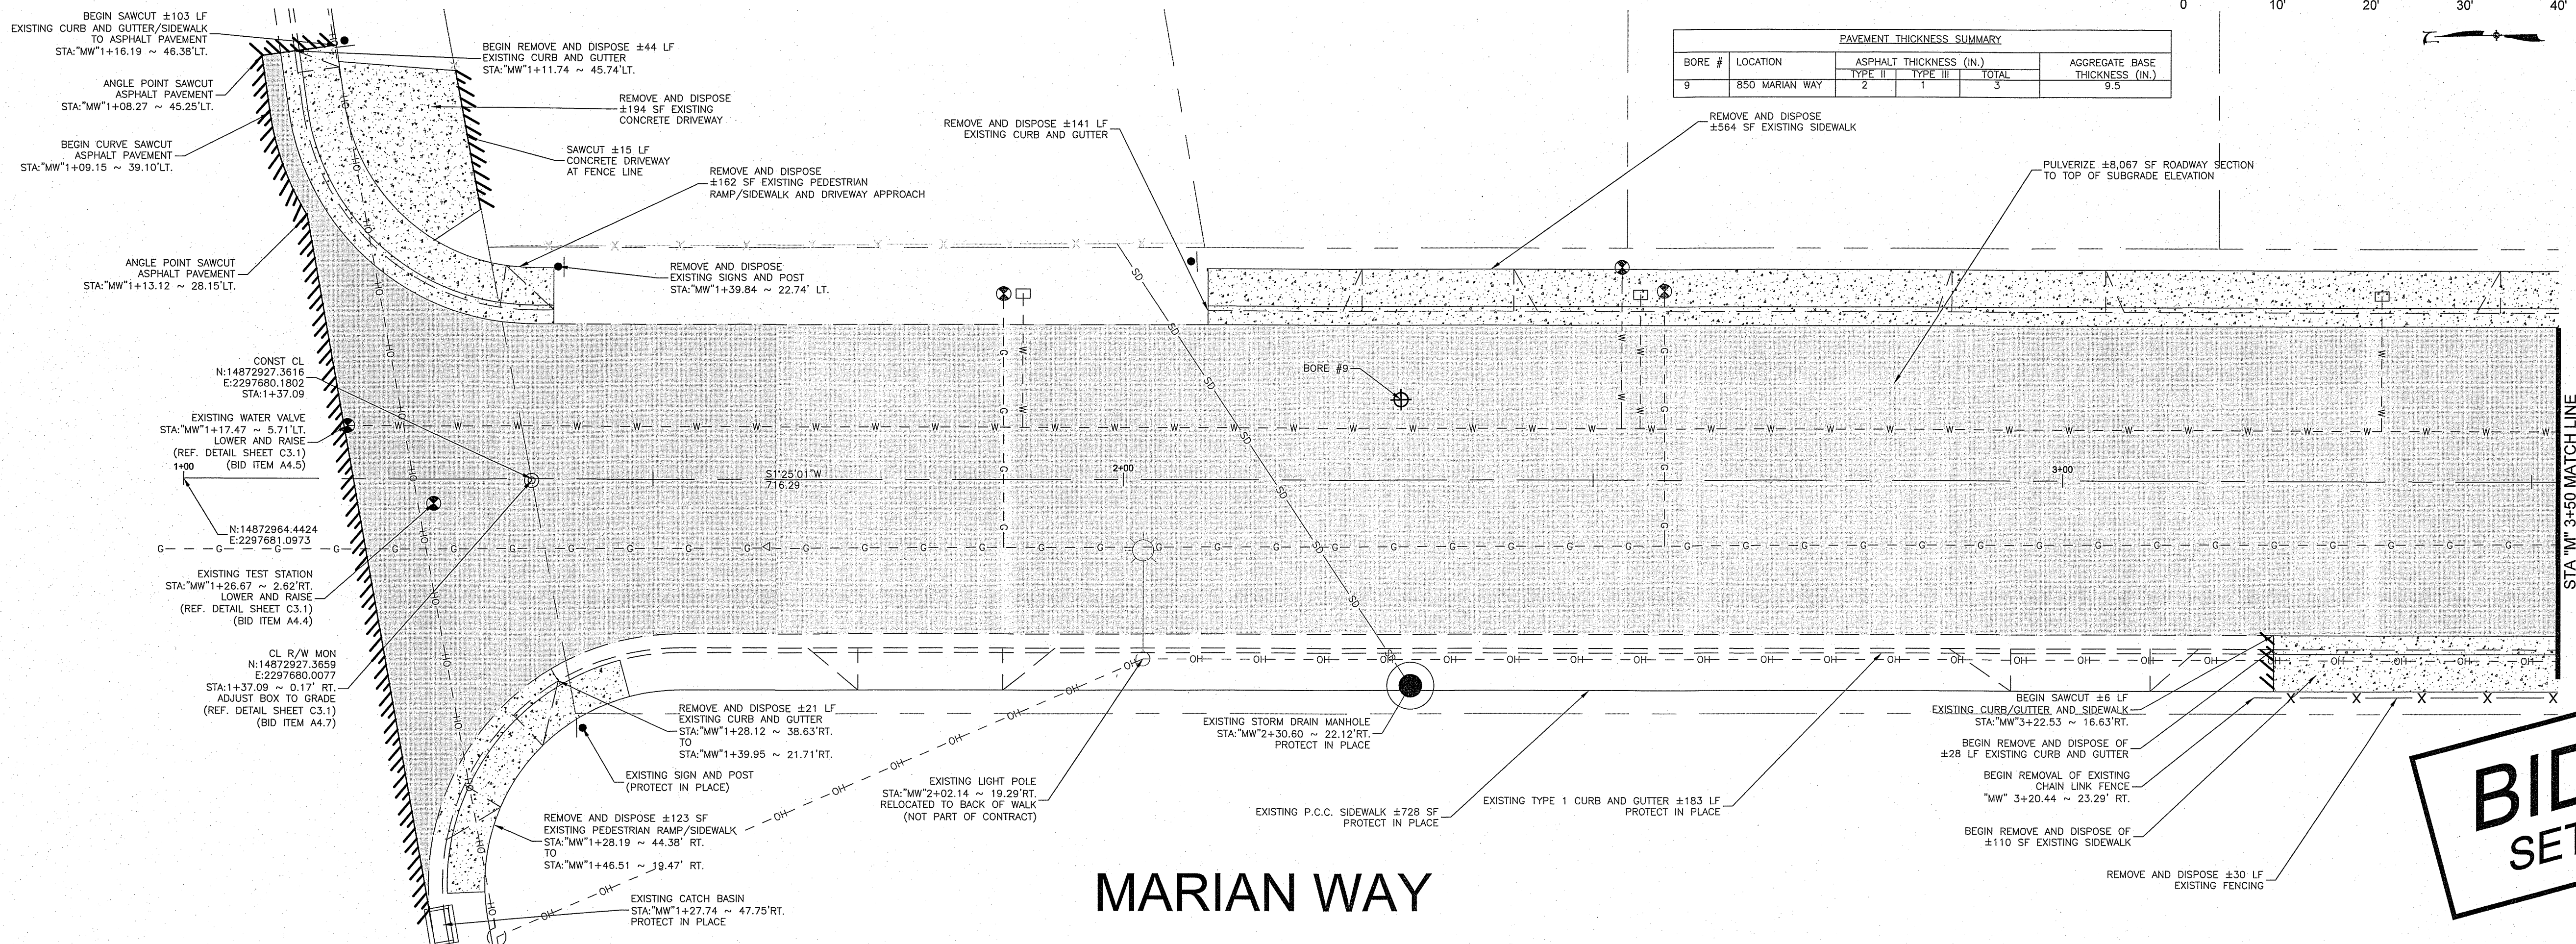 BEGIN SAWCUT ±103 LF
EXISTING CURB AND GUTTER/SIDEWALK
TO ASPHALT PAVEMENT
STA:"MW"1+16.19 ~ 46.38'LT.
ANGLE POINT SAWCUT
ASPHALT PAVEMENT
STA:"MW"1+08.27 ~ 45.25'LT.
BEGIN CURVE SAWCUT
ASPHALT PAVEMENT
STA:"MW"1+09.15 ~ 39.10'LT.
ANGLE POINT SAWCUT
ASPHALT PAVEMENT
STA:"MW"1+13.12 ~ 28.15'LT.
BEGIN REMOVE AND DISPOSE ±44 LF
EXISTING CURB AND GUTTER
STA:"MW"1+11.74 ~ 45.74'LT.
REMOVE AND DISPOSE
±194 SF EXISTING
CONCRETE DRIVEWAY
SAWCUT ±15 LF
CONCRETE DRIVEWAY
AT FENCE LINE
REMOVE AND DISPOSE
±162 SF EXISTING PEDESTRIAN
RAMP/SIDEWALK AND DRIVEWAY APPROACH
REMOVE AND DISPOSE
EXISTING SIGNS AND POST
STA:"MW"1+39.84 ~ 22.74' LT.
REMOVE AND DISPOSE ±141 LF
EXISTING CURB AND GUTTER
0 10' 20' 30' 40'
PAVEMENT THICKNESS SUMMARY
BORE # LOCATION ASPHALT THICKNESS (IN.) AGGREGATE BASE
TYPE II TYPE III TOTAL THICKNESS (IN.)
9 850 MARIAN WAY 2 1 3 9.5
REMOVE AND DISPOSE
±564 SF EXISTING SIDEWALK
PULVERIZE ±8,067 SF ROADWAY SECTION
TO TOP OF SUBGRADE ELEVATION
CONST CL
N:14872927.3616
E:2297680.1802
STA:1+37.09
EXISTING WATER VALVE
STA:"MW"1+17.47 ~ 5.71'LT.
LOWER AND RAISE
(REF. DETAIL SHEET C3.1)
(BID ITEM A4.5)
1+00
N:14872964.4424
E:2297681.0973
EXISTING TEST STATION
STA:"MW"1+26.67 ~ 2.62'RT.
LOWER AND RAISE
(REF. DETAIL SHEET C3.1)
(BID ITEM A4.4)
CL R/W MON
N:14872927.3659
E:2297680.0077
STA:1+37.09 ~ 0.17' RT.
ADJUST BOX TO GRADE
(REF. DETAIL SHEET C3.1)
(BID ITEM A4.7)
BORE #9
S1°25'01"W
716.29
2+00
3+00
STA "M" 3+50 MATCH LINE
REMOVE AND DISPOSE ±21 LF
EXISTING CURB AND GUTTER
STA:"MW"1+28.12 ~ 38.63'RT.
TO
STA:"MW"1+39.95 ~ 21.71'RT.
EXISTING SIGN AND POST
(PROTECT IN PLACE)
REMOVE AND DISPOSE ±123 SF
EXISTING PEDESTRIAN RAMP/SIDEWALK
STA:"MW"1+28.19 ~ 44.38' RT.
TO
STA:"MW"1+46.51 ~ 19.47' RT.
EXISTING CATCH BASIN
STA:"MW"1+27.74 ~ 47.75'RT.
PROTECT IN PLACE
EXISTING LIGHT POLE
STA:"MW"2+02.14 ~ 19.29'RT.
RELOCATED TO BACK OF WALK
(NOT PART OF CONTRACT)
EXISTING STORM DRAIN MANHOLE
STA:"MW"2+30.60 ~ 22.12'RT.
PROTECT IN PLACE
EXISTING P.C.C. SIDEWALK ±728 SF
PROTECT IN PLACE
EXISTING TYPE 1 CURB AND GUTTER ±183 LF
PROTECT IN PLACE
BEGIN SAWCUT ±6 LF
EXISTING CURB/GUTTER AND SIDEWALK
STA:"MW"3+22.53 ~ 16.63'RT.
BEGIN REMOVE AND DISPOSE OF
±28 LF EXISTING CURB AND GUTTER
BEGIN REMOVAL OF EXISTING
CHAIN LINK FENCE
"MW" 3+20.44 ~ 23.29' RT.
BEGIN REMOVE AND DISPOSE OF
±110 SF EXISTING SIDEWALK
REMOVE AND DISPOSE ±30 LF
EXISTING FENCING
BID
SET
MARIAN WAY